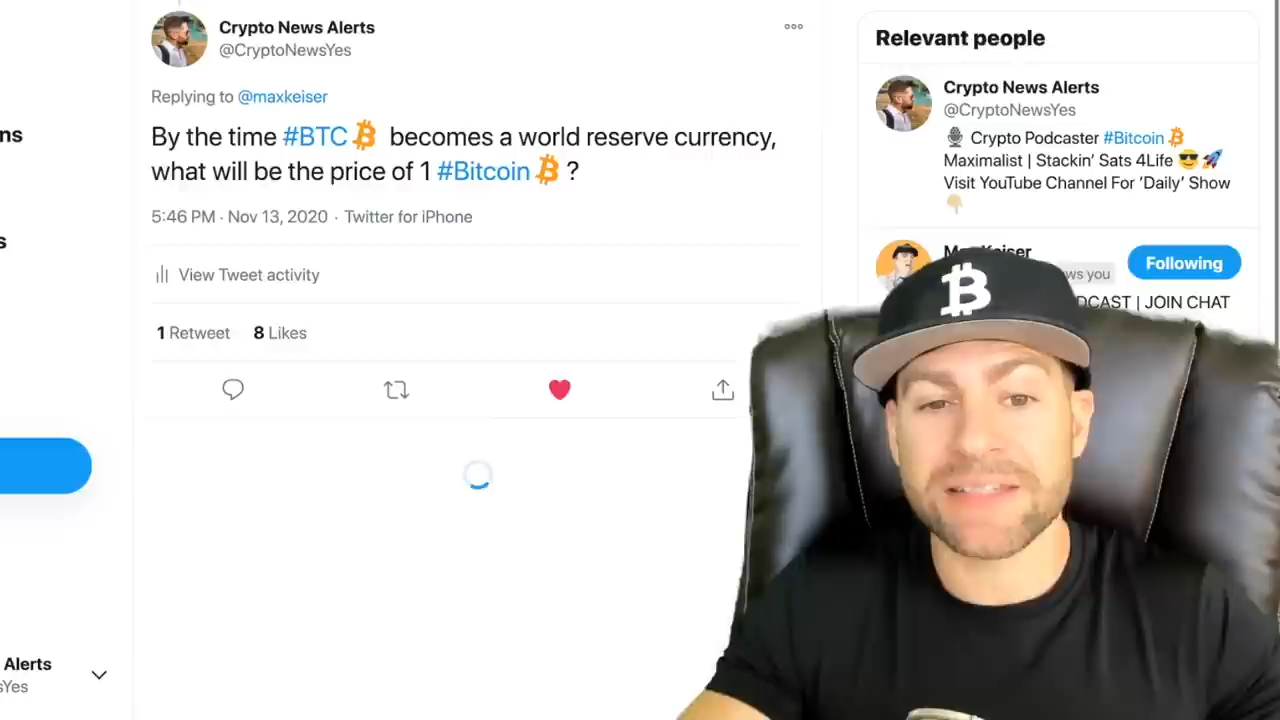 Crypto News Alerts
@CryptoNewsYes
Replying to @maxkeiser
By the time #BTC becomes a world reserve currency,
what will be the price of 1 #Bitcoin ?
5:46 PM · Nov 13, 2020 · Twitter for iPhone
View Tweet activity
1 Retweet 8 Likes
Relevant people
Crypto News Alerts
@CryptoNewsYes
Crypto Podcaster #Bitcoin
Maximalist | Stackin' Sats 4Life
Visit YouTube Channel For 'Daily' Show
Following
you
| JOIN CHAT
Alerts